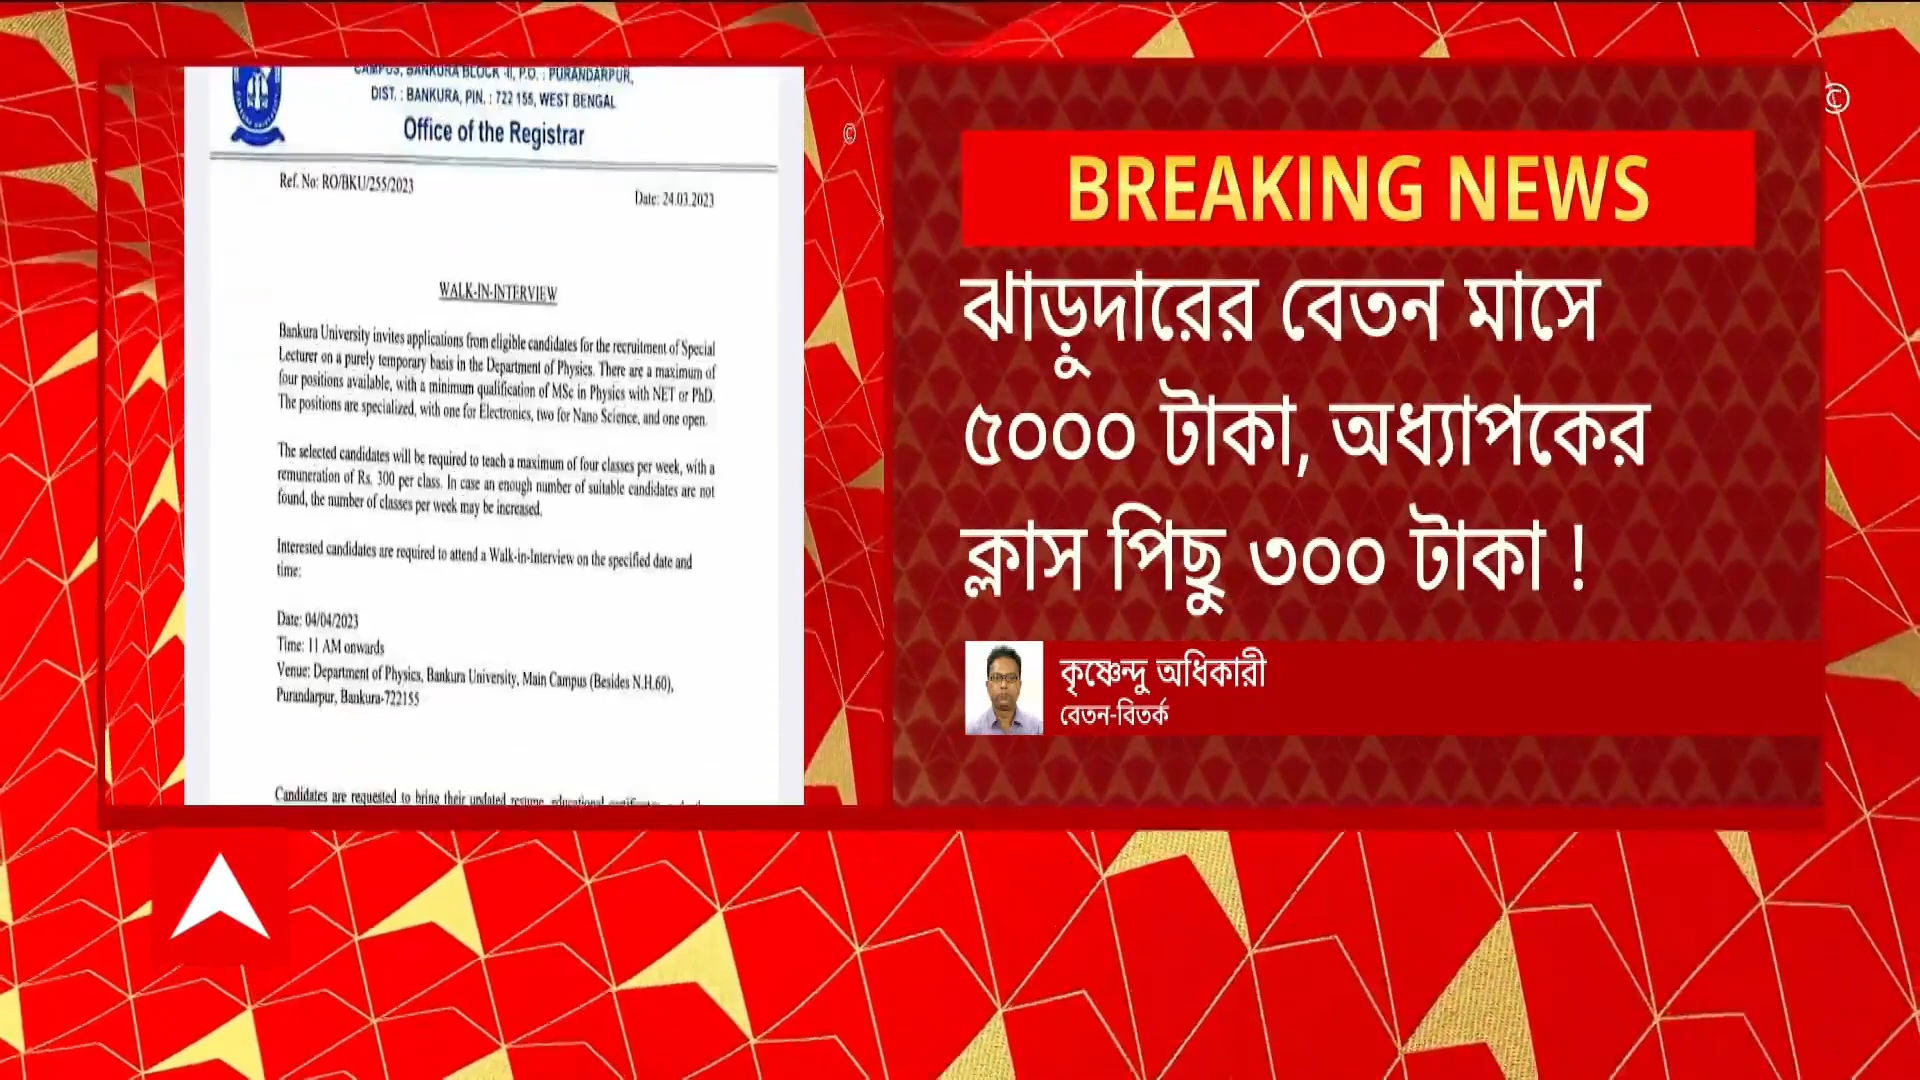 CAMPUS, BANKURA BLOCK -II, P.O. : PURANDARPUR,
DIST. : BANKURA, PIN. : 722 155, WEST BENGAL
Office of the Registrar
Ref. No: RO/BKU/255/2023
Date: 24.03.2023
WALK-IN-INTERVIEW
Bankura University invites applications from eligible candidates for the recruitment of Special
Lecturer on a purely temporary basis in the Department of Physics. There are a maximum of
four positions available, with a minimum qualification of MSc in Physics with NET or PhD.
The positions are specialized, with one for Electronics, two for Nano Science, and one open.
The selected candidates will be required to teach a maximum of four classes per week, with a
remuneration of Rs. 300 per class. In case an enough number of suitable candidates are not
found, the number of classes per week may be increased.
Interested candidates are required to attend a Walk-in-Interview on the specified date and
time:
Date: 04/04/2023
Time: 11 AM onwards
Venue: Department of Physics, Bankura University, Main Campus (Besides N.H.60),
Purandarpur, Bankura-722155
Candidates are requested to bring their updated resume, educational
©
BREAKING NEWS
ঝাড়ুদারের বেতন মাসে
৫০০০ টাকা, অধ্যাপকের
ক্লাস পিছু ৩০০ টাকা !
কৃষ্ণেন্দু অধিকারী
বেতন-বিতর্ক
©